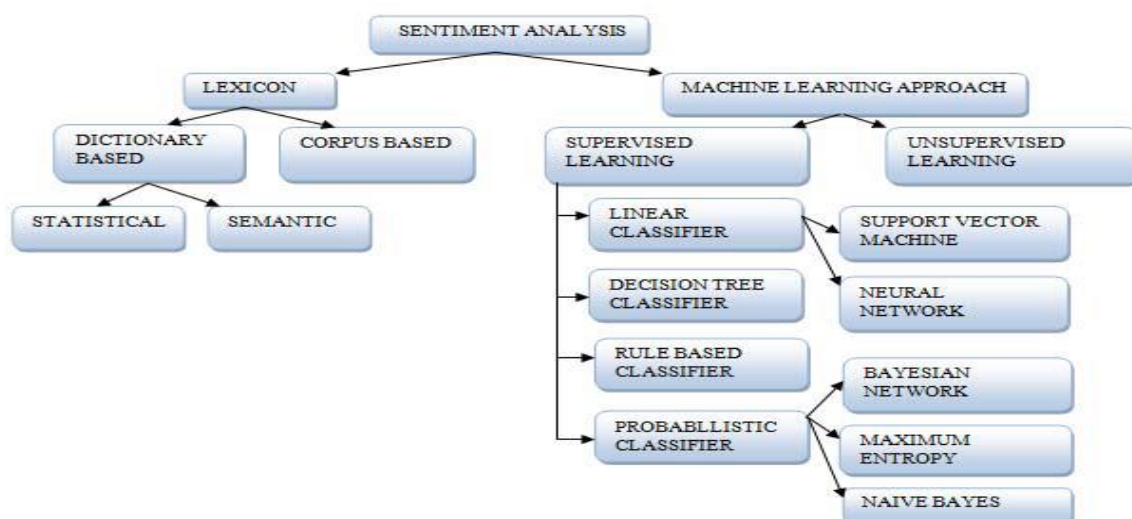 SENTIMENT ANALYSIS
LEXICON
MACHINE LEARNING APPROACH
DICTIONARY
BASED
CORPUS BASED
SUPERVISED
LEARNING
UNSUPERVISED
LEARNING
STATISTICAL
SEMANTIC
LINEAR
CLASSIFIER
SUPPORT VECTOR
MACHINE
NEURAL
NETWORK
DECISION TREE
CLASSIFIER
RULE BASED
CLASSIFIER
PROBABLLISTIC
CLASSIFIER
BAYESIAN
NETWORK
MAXIMUM
ENTROPY
NAIVE BAYES